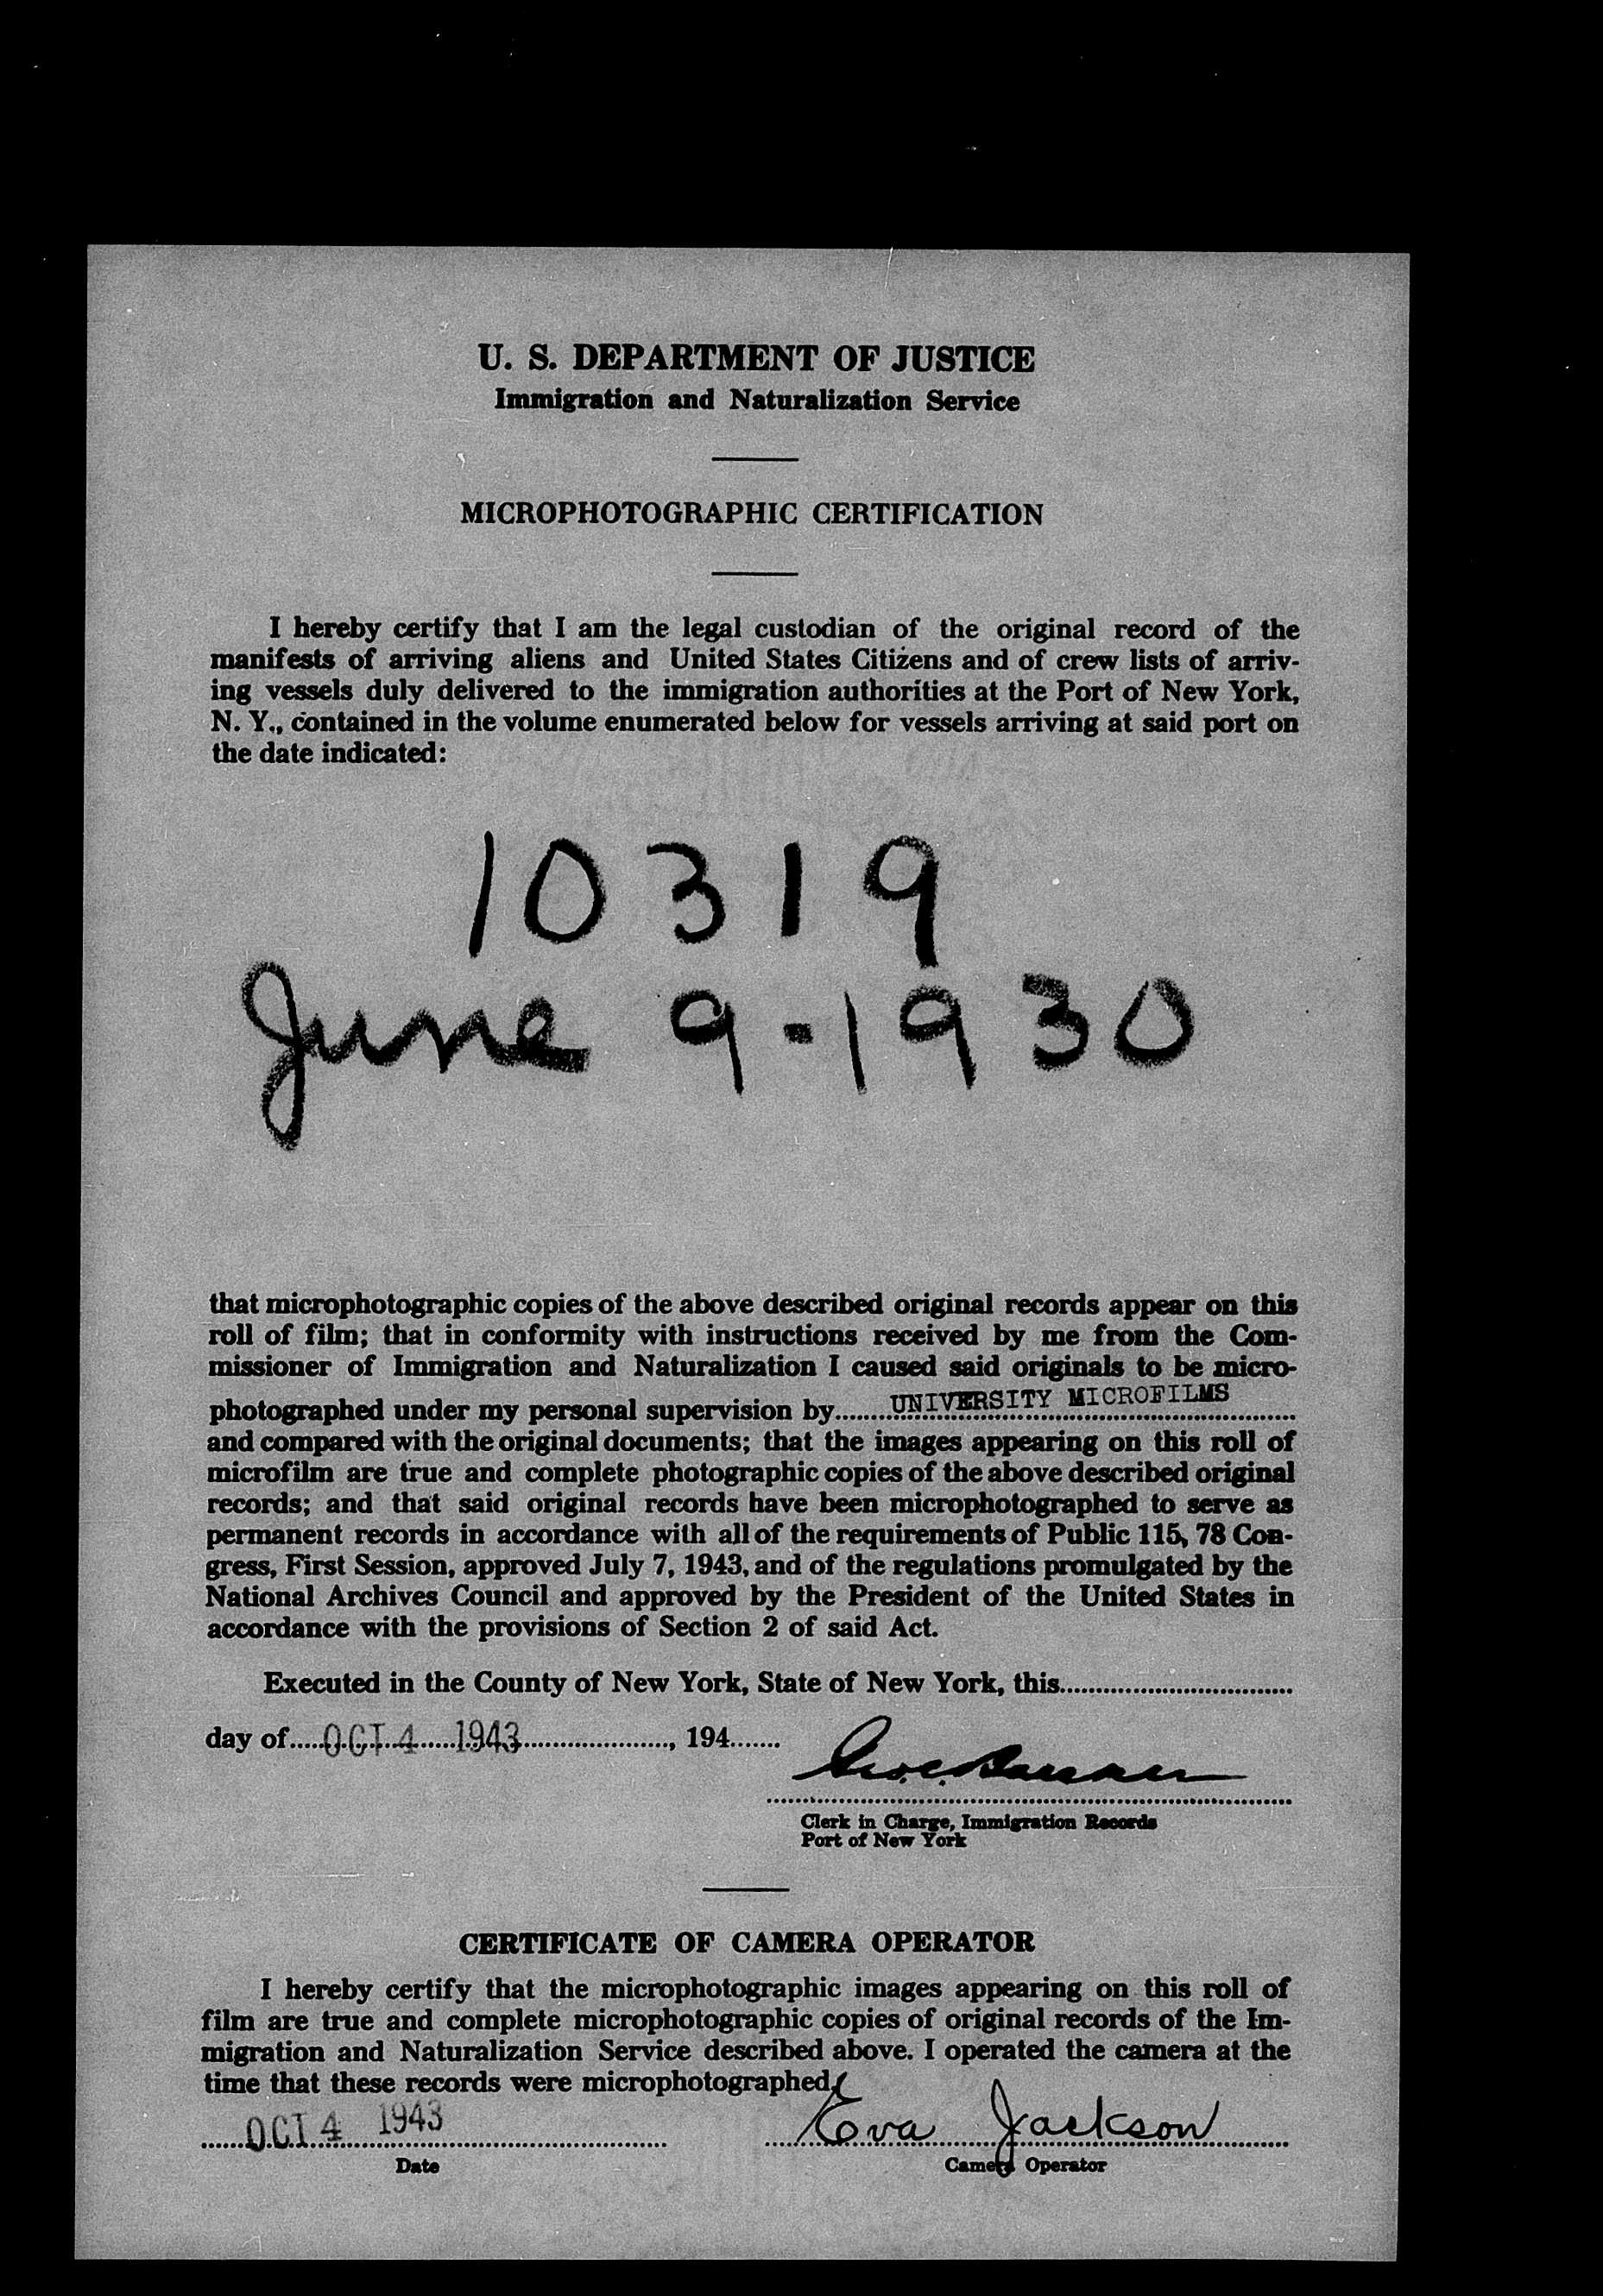 U. S. DEPARTMENT OF JUSTICE
Immigration and Naturalization Service
MICROPHOTOGRAPHIC CERTIFICATION
I hereby certify that I am the legal custodian of the original record of the
manifests of arriving aliens and United States Citizens and of crew lists of arriv-
ing vessels duly delivered to the immigration authorities at the Port of New York,
N. Y., contained in the volume enumerated below for vessels arriving at said port on
the date indicated:
10319
June 9-1930
that microphotographic copies of the above described original records appear on this
roll of film; that in conformity with instructions received by me from the Com-
missioner of Immigration and Naturalization I caused said originals to be micro-
photographed under my personal supervision by UNIVERSITY MICROFILMS
and compared with the original documents; that the images appearing on this roll of
microfilm are true and complete photographic copies of the above described original
records; and that said original records have been microphotographed to serve as
permanent records in accordance with all of the requirements of Public 115, 78 Con-
gress, First Session, approved July 7, 1943, and of the regulations promulgated by the
National Archives Council and approved by the President of the United States in
accordance with the provisions of Section 2 of said Act.
Executed in the County of New York, State of New York, this
day of OCT 4 1943, 194
Clerk in Charge, Immigration Records
Port of New York
CERTIFICATE OF CAMERA OPERATOR
I hereby certify that the microphotographic images appearing on this roll of
film are true and complete microphotographic copies of original records of the Im-
migration and Naturalization Service described above. I operated the camera at the
time that these records were microphotographed.
OCT 4 1943 Eva Jackson
Date Camera Operator